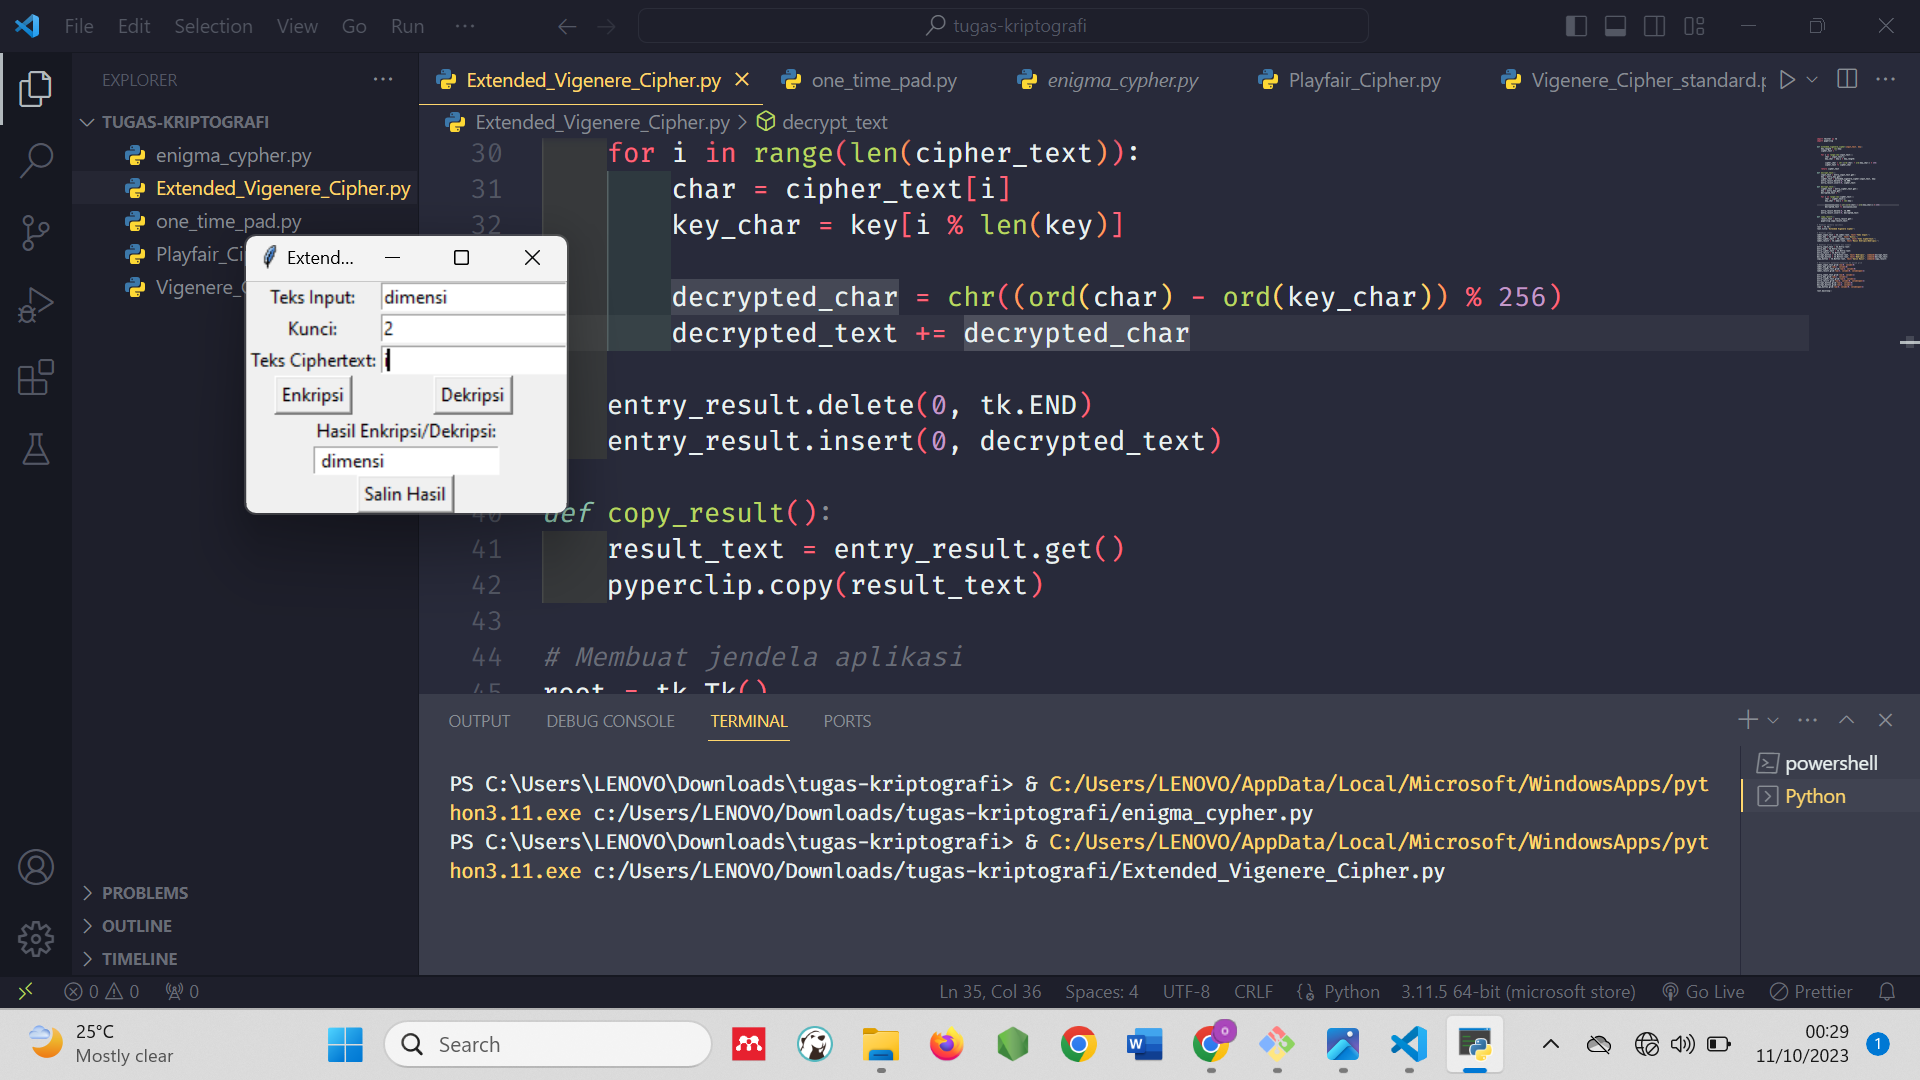 File Edit Selection View Go Run ···
tugas-kriptografi
EXPLORER ···
TUGAS-KRIPTOGRAFI
enigma_cypher.py
Extended_Vigenere_Cipher.py
one_time_pad.py
Playfair_Ci
Vigenere_
Extended_Vigenere_Cipher.py one_time_pad.py enigma_cypher.py Playfair_Cipher.py Vigenere_Cipher_standard.p
Extended_Vigenere_Cipher.py > decrypt_text
30 for i in range(len(cipher_text)):
31 char = cipher_text[i]
32 key_char = key[i % len(key)]
decrypted_char = chr((ord(char) - ord(key_char)) % 256)
decrypted_text += decrypted_char
entry_result.delete(0, tk.END)
entry_result.insert(0, decrypted_text)
40 def copy_result():
41 result_text = entry_result.get()
42 pyperclip.copy(result_text)
43
44 # Membuat jendela aplikasi
45 root = tk.Tk()
Extend...
Teks Input: dimensi
Kunci: 2
Teks Ciphertext:
Enkripsi Dekripsi
Hasil Enkripsi/Dekripsi:
dimensi
Salin Hasil
OUTPUT DEBUG CONSOLE TERMINAL PORTS
PS C:\Users\LENOVO\Downloads\tugas-kriptografi> & C:/Users/LENOVO/AppData/Local/Microsoft/WindowsApps/pyt
hon3.11.exe c:/Users/LENOVO/Downloads/tugas-kriptografi/enigma_cypher.py
PS C:\Users\LENOVO\Downloads\tugas-kriptografi> & C:/Users/LENOVO/AppData/Local/Microsoft/WindowsApps/pyt
hon3.11.exe c:/Users/LENOVO/Downloads/tugas-kriptografi/Extended_Vigenere_Cipher.py
powershell
Python
PROBLEMS
OUTLINE
TIMELINE
0 0 0
Ln 35, Col 36 Spaces: 4 UTF-8 CRLF Python 3.11.5 64-bit (microsoft store) Go Live Prettier
25°C
Mostly clear
Search
W
0
00:29
11/10/2023
1